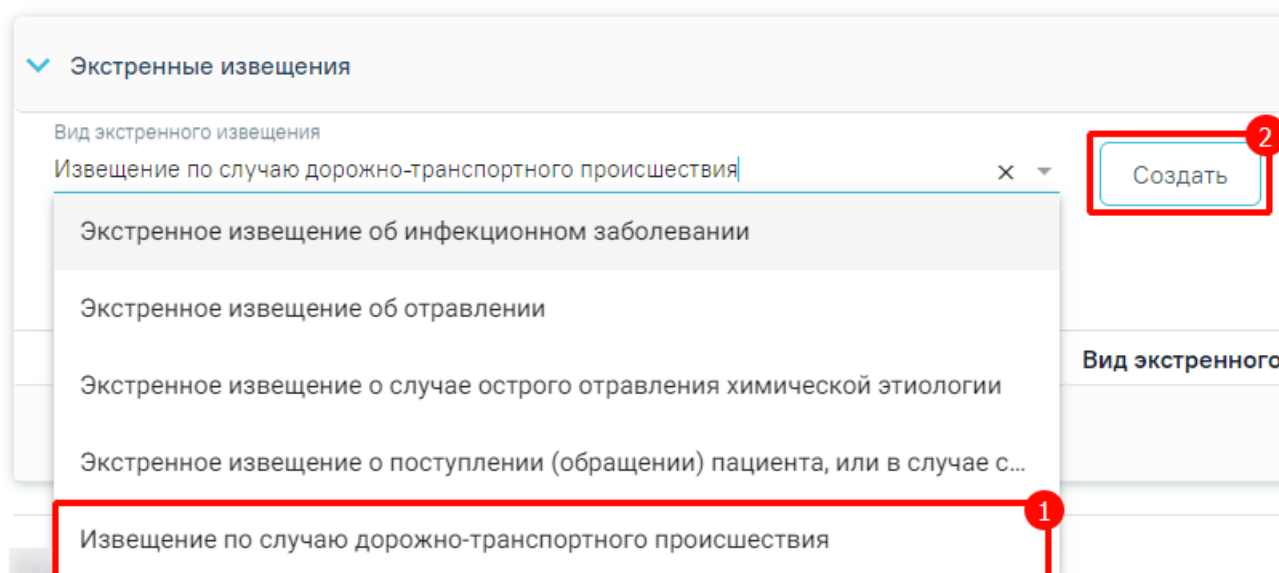 Экстренные извещения
Вид экстренного извещения
Извещение по случаю дорожно-транспортного происшествия
2
Создать
Экстренное извещение об инфекционном заболевании
Экстренное извещение об отравлении
Вид экстренного
Экстренное извещение о случае острого отравления химической этиологии
Экстренное извещение о поступлении (обращении) пациента, или в случае с...
1
Извещение по случаю дорожно-транспортного происшествия